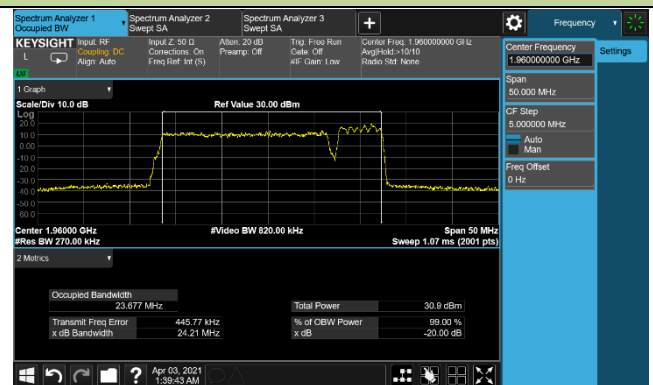 Spectrum Analyzer 1
Occupied BW
Spectrum Analyzer 2
Swept SA
Spectrum Analyzer 3
Swept SA
+
Frequency
KEYSIGHT
L
LNI
Input: RF
Coupling: DC
Align: Auto
Input Z: 50 Ω
Corrections: On
Freq Ref: Int (S)
Atten: 20 dB
Preamp: Off
Trig: Free Run
Gate: Off
#IF Gain: Low
Center Freq: 1.960000000 GHz
Avg|Hold:>10/10
Radio Std: None
Center Frequency
1.960000000 GHz
Settings
Span
50.000 MHz
CF Step
5.000000 MHz
Auto
Man
Freq Offset
0 Hz
1 Graph
Scale/Div 10.0 dB
Ref Value 30.00 dBm
Log
20.0
10.0
0.00
-10.0
-20.0
-30.0
-40.0
-50.0
-60.0
Center 1.96000 GHz
#Video BW 820.00 kHz
Span 50 MHz
#Res BW 270.00 kHz
Sweep 1.07 ms (2001 pts)
2 Metrics
Occupied Bandwidth
23.677 MHz
Total Power
30.9 dBm
Transmit Freq Error
445.77 kHz
% of OBW Power
99.00 %
x dB Bandwidth
24.21 MHz
x dB
-20.00 dB
?
Apr 03, 2021
1:39:43 AM